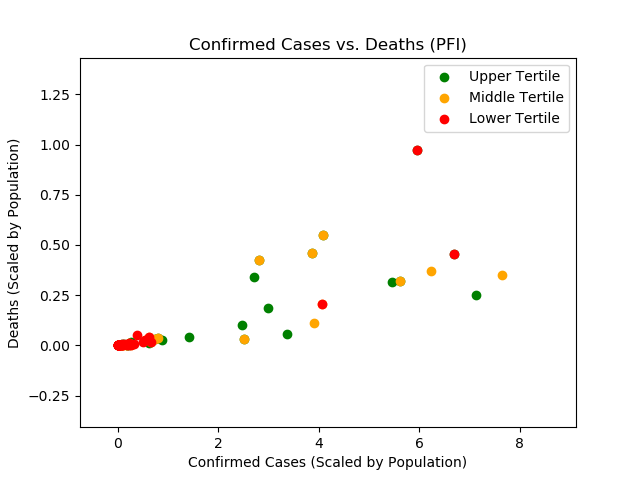 Confirmed Cases vs. Deaths (PFI)
Upper Tertile
Middle Tertile
Lower Tertile
Deaths (Scaled by Population)
1.25
1.00
0.75
0.50
0.25
0.00
−0.25
0 2 4 6 8
Confirmed Cases (Scaled by Population)